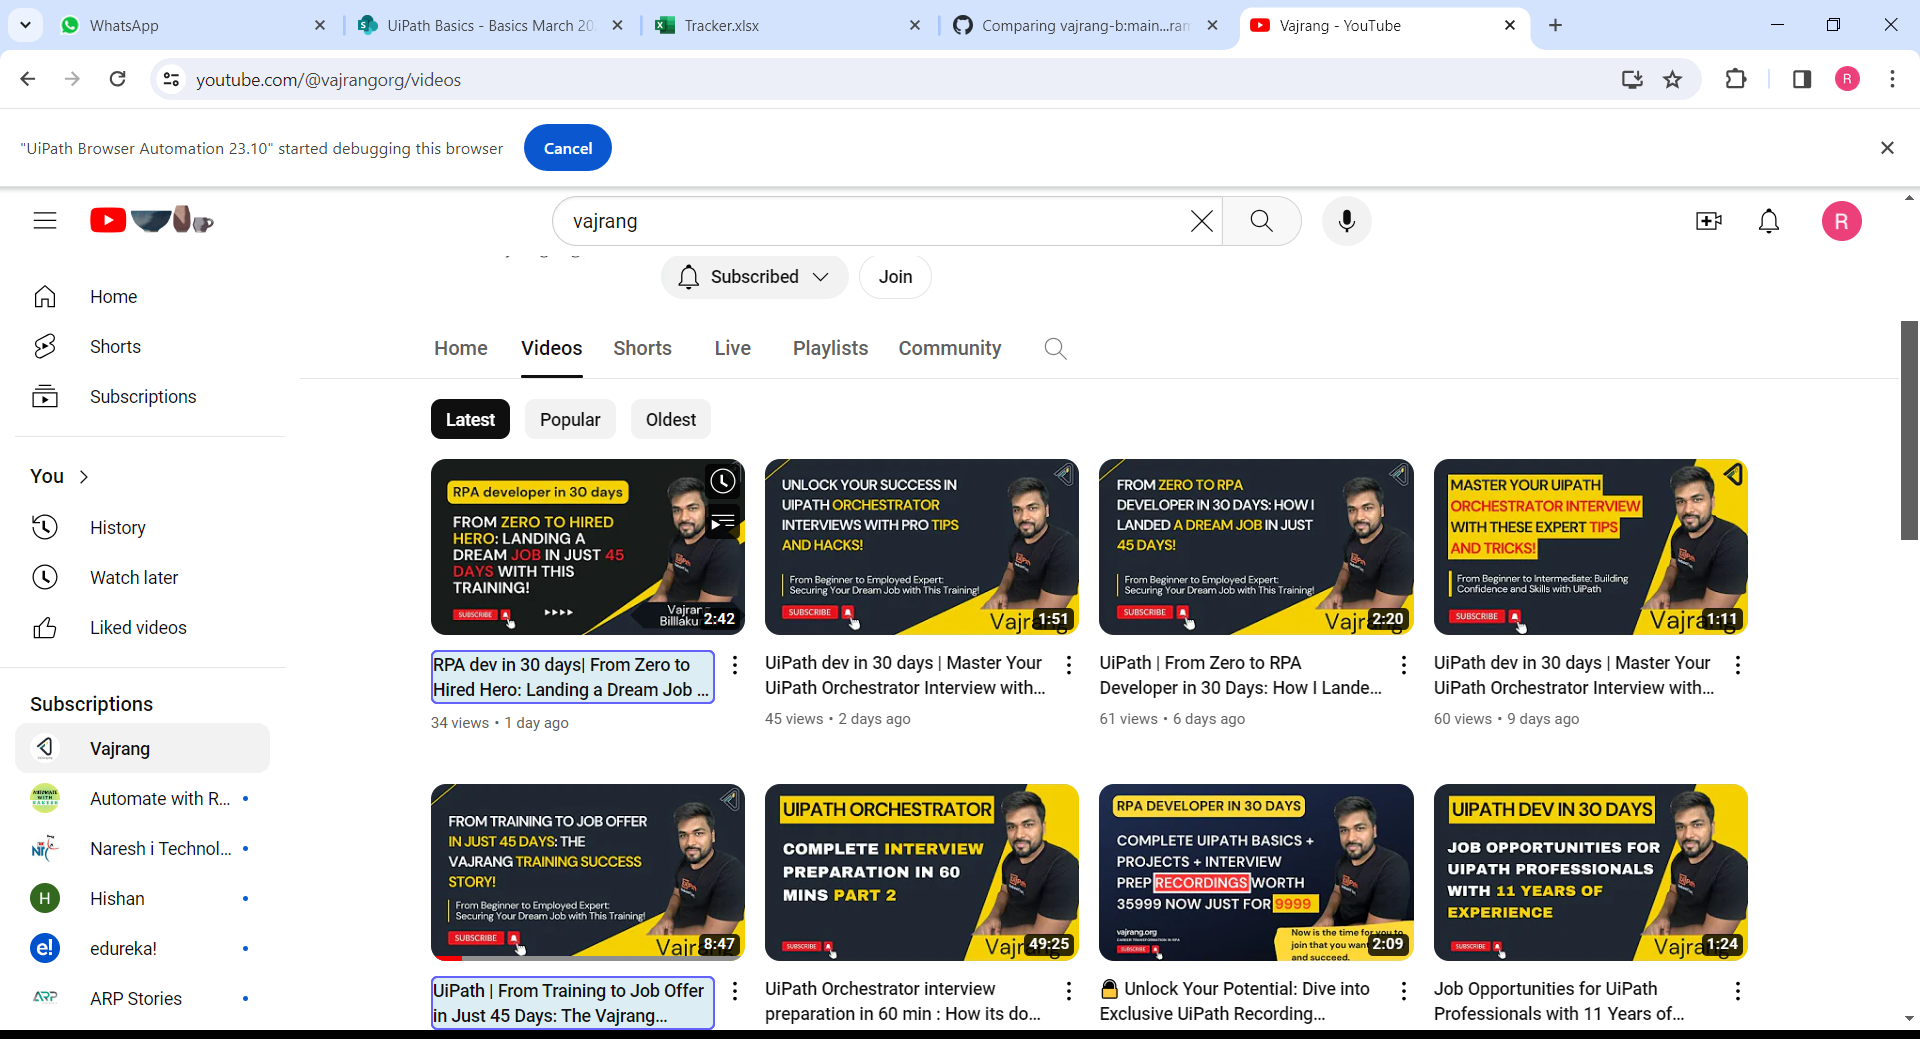 WhatsApp
UiPath Basics - Basics March 20
Tracker.xlsx
Comparing vajrang-b:main...ran
Vajrang - YouTube
youtube.com/@vajrangorg/videos
R
"UiPath Browser Automation 23.10" started debugging this browser
Cancel
vajrang
R
Subscribed
Join
Home
Shorts
Subscriptions
You
History
Watch later
Liked videos
Subscriptions
Vajrang
Automate with R...
Naresh i Technol...
H
Hishan
e!
edureka!
ARP
ARP Stories
Home
Videos
Shorts
Live
Playlists
Community
Latest
Popular
Oldest
RPA developer in 30 days
FROM ZERO TO HIRED
HERO: LANDING A
DREAM JOB IN JUST 45
DAYS WITH THIS
TRAINING!
SUBSCRIBE
Vajran
Billlaku
2:42
RPA dev in 30 days| From Zero to
Hired Hero: Landing a Dream Job ...
34 views • 1 day ago
UNLOCK YOUR SUCCESS IN
UIPATH ORCHESTRATOR
INTERVIEWS WITH PRO TIPS
AND HACKS!
From Beginner to Employed Expert:
Securing Your Dream Job with This Training!
SUBSCRIBE
Vajra
1:51
UiPath dev in 30 days | Master Your
UiPath Orchestrator Interview with...
45 views • 2 days ago
FROM ZERO TO RPA
DEVELOPER IN 30 DAYS: HOW I
LANDED A DREAM JOB IN JUST
45 DAYS!
From Beginner to Employed Expert:
Securing Your Dream Job with This Training!
SUBSCRIBE
Vajra
2:20
UiPath | From Zero to RPA
Developer in 30 Days: How I Lande...
61 views • 6 days ago
MASTER YOUR UIPATH
ORCHESTRATOR INTERVIEW
WITH THESE EXPERT TIPS
AND TRICKS!
From Beginner to Intermediate: Building
Confidence and Skills with UiPath
SUBSCRIBE
Vajra
1:11
UiPath dev in 30 days | Master Your
UiPath Orchestrator Interview with...
60 views • 9 days ago
FROM TRAINING TO JOB OFFER
IN JUST 45 DAYS: THE
VAJRANG TRAINING SUCCESS
STORY!
From Beginner to Employed Expert:
Securing Your Dream Job with This Training!
SUBSCRIBE
Vajra
8:47
UiPath | From Training to Job Offer
in Just 45 Days: The Vajrang...
UIPATH ORCHESTRATOR
COMPLETE INTERVIEW
PREPARATION IN 60
MINS PART 2
SUBSCRIBE
Vajra
49:25
UiPath Orchestrator interview
preparation in 60 min : How its do...
RPA DEVELOPER IN 30 DAYS
COMPLETE UIPATH BASICS +
PROJECTS + INTERVIEW
PREP RECORDINGS WORTH
35999 NOW JUST FOR 9999
vajrang.org
CAREER TRANSFORMATION IN RPA
SUBSCRIBE
Now is the time for you to
join that you want
and succeed.
2:09
Unlock Your Potential: Dive into
Exclusive UiPath Recording...
UIPATH DEV IN 30 DAYS
JOB OPPORTUNITIES FOR
UIPATH PROFESSIONALS
WITH 11 YEARS OF
EXPERIENCE
SUBSCRIBE
Vajra
1:24
Job Opportunities for UiPath
Professionals with 11 Years of...